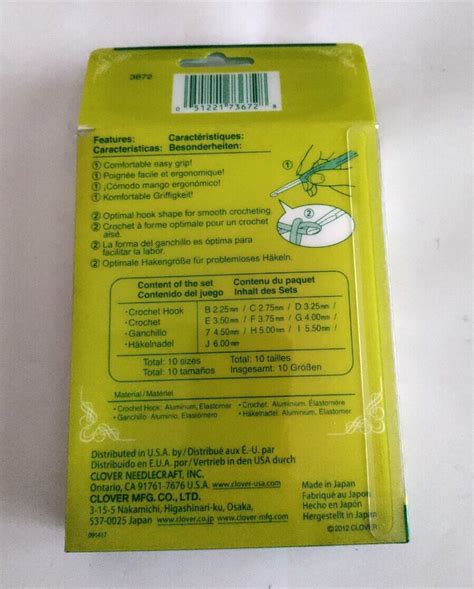 3672
0 51221 73672 8
Features: Caractéristiques:
Características: Besonderheiten:
① Comfortable easy grip!
① Poignée facile et ergonomique!
① ¡Cómodo mango ergonómico!
① Komfortable Griffigkeit!
①
② Optimal hook shape for smooth crocheting.
② Crochet à forme optimale pour un crochet
aisé.
② La forma del ganchillo es óptima para
facilitar la labor.
② Optimale Hakengröße für problemloses Häkeln.
②
Content of the set Contenu du paquet
Contenido del juego Inhalt des Sets
・Crochet Hook B 2.25mm / C 2.75mm / D 3.25mm /
・Crochet E 3.50mm / F 3.75mm / G 4.00mm /
・Ganchillo 7 4.50mm / H 5.00mm / I 5.50mm /
・Häkelnadel J 6.00mm
Total: 10 sizes Total: 10 tailles
Total: 10 tamaños Insgesamt: 10 Größen
Material / Matériel
・Crochet Hook: Aluminum, Elastomer ・Crochet: Aluminium, Élastomère
・Ganchillo: Aluminio, Elastómero ・Häkelnadel: Aluminium, Elastomer
Distributed in U.S.A. by / Distribué aux É.-U. par
Distribuido en E.U.A. por / Vertrieb in den USA durch
CLOVER NEEDLECRAFT, INC.
Ontario, CA 91761-7676 U.S.A. www.clover-usa.com
CLOVER MFG. CO., LTD.
3-15-5 Nakamichi, Higashinari-ku, Osaka,
537-0025 Japan www.clover.co.jp www.clover-mfg.com
Made in Japan
Fabriqué au Japon
Hecho en Japón
Hergestellt in Japan
©2012 CLOVER